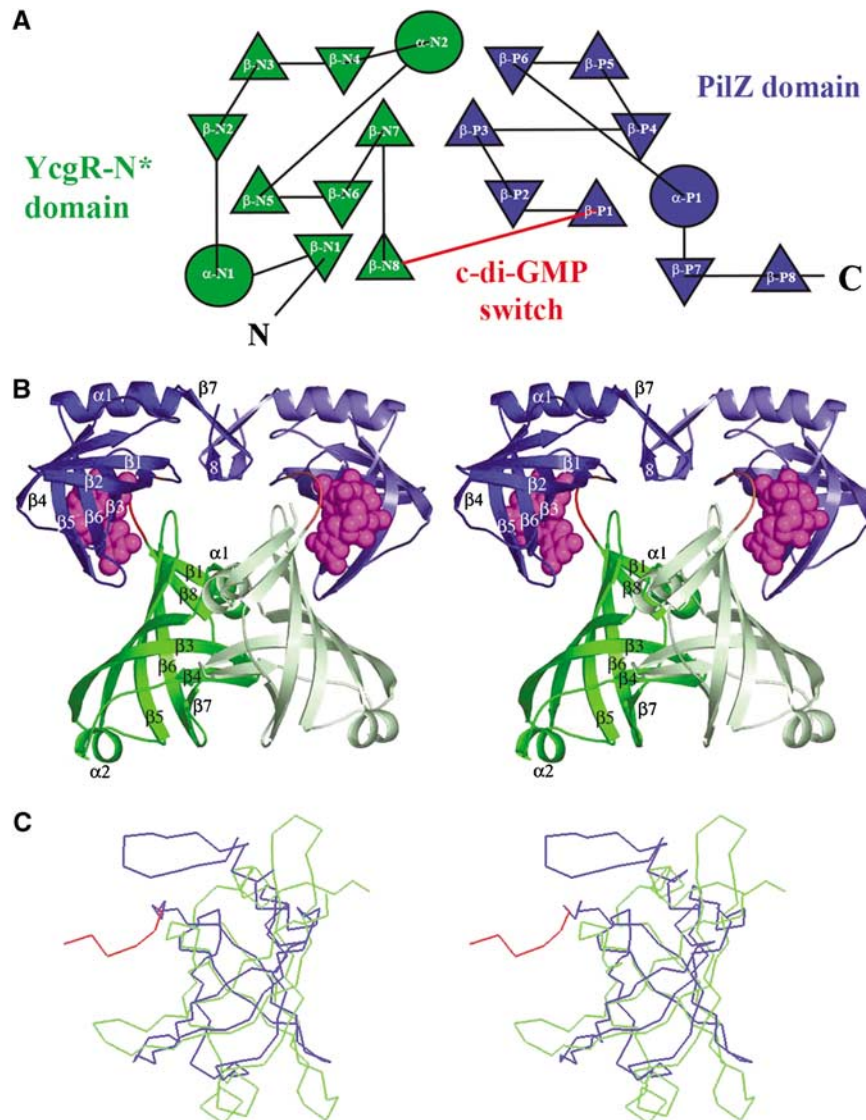 A
α-N2
β-N3
β-N4
β-P6
β-P5
PilZ domain
β-N2
β-N7
β-P3
β-P4
YcgR-N*
domain
β-N5
β-N6
β-P2
β-P1
α-P1
α-N1
β-N1
β-N8
β-P7
β-P8
C
c-di-GMP
switch
N
B
α1
β7
β1
8
β2
β4
β3
β5
β6
α1
β1
β8
β3
β6
β4
β7
β5
α2
α1
β7
β1
8
β2
β4
β3
β5
β6
α1
β1
β8
β3
β6
β4
β7
β5
α2
C